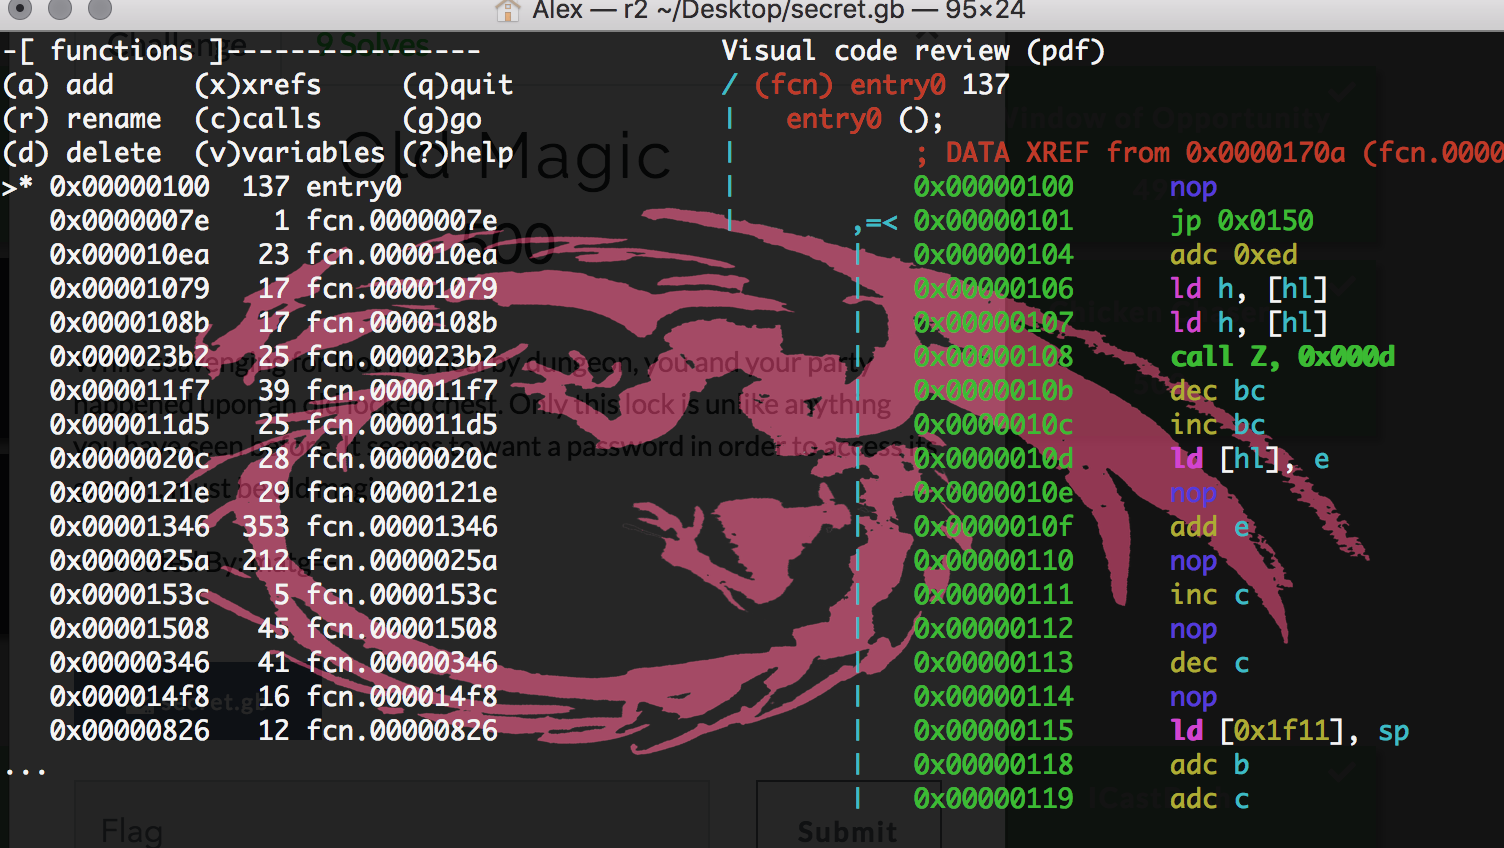 Alex — r2 ~/Desktop/secret.gb — 95×24
-[ functions ]----------------
(a) add (x)xrefs (q)quit
(r) rename (c)calls (g)go
(d) delete (v)variables (?)help
>* 0x00000100 137 entry0
0x0000007e 1 fcn.0000007e
0x000010ea 23 fcn.000010ea
0x00001079 17 fcn.00001079
0x0000108b 17 fcn.0000108b
0x000023b2 25 fcn.000023b2
0x000011f7 39 fcn.000011f7
0x000011d5 25 fcn.000011d5
0x0000020c 28 fcn.0000020c
0x0000121e 29 fcn.0000121e
0x00001346 353 fcn.00001346
0x0000025a 212 fcn.0000025a
0x0000153c 5 fcn.0000153c
0x00001508 45 fcn.00001508
0x00000346 41 fcn.00000346
0x000014f8 16 fcn.000014f8
0x00000826 12 fcn.00000826
...
Visual code review (pdf)
/ (fcn) entry0 137
| entry0 ();
| ; DATA XREF from 0x0000170a (fcn.0000
| 0x00000100 nop
| ,=< 0x00000101 jp 0x0150
| 0x00000104 adc 0xed
| 0x00000106 ld h, [hl]
| 0x00000107 ld h, [hl]
| 0x00000108 call Z, 0x000d
| 0x0000010b dec bc
| 0x0000010c inc bc
| 0x0000010d ld [hl], e
| 0x0000010e nop
| 0x0000010f add e
| 0x00000110 nop
| 0x00000111 inc c
| 0x00000112 nop
| 0x00000113 dec c
| 0x00000114 nop
| 0x00000115 ld [0x1f11], sp
| 0x00000118 adc b
| 0x00000119 adc c
Challenge
9 Solves
Old Magic
500
you and your party
happened upon an old locked chest. Only this lock is unlike anything
you have seen before. It seems to want a password in order to access its
secret.gb
Flag
Submit
Window of Opportunity